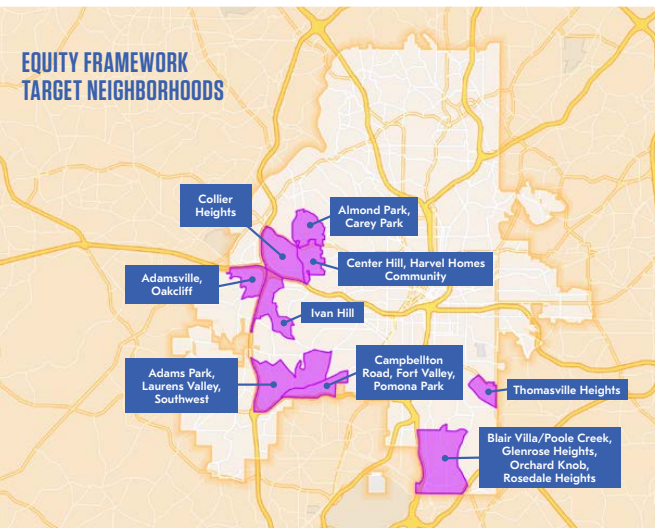 EQUITY FRAMEWORK
TARGET NEIGHBORHOODS
Collier
Heights
Almond Park,
Carey Park
Center Hill, Harvel Homes
Community
Adamsville,
Oakcliff
Ivan Hill
Adams Park,
Laurens Valley,
Southwest
Campbellton
Road, Fort Valley,
Pomona Park
Thomasville Heights
Blair Villa/Poole Creek,
Glenrose Heights,
Orchard Knob,
Rosedale Heights